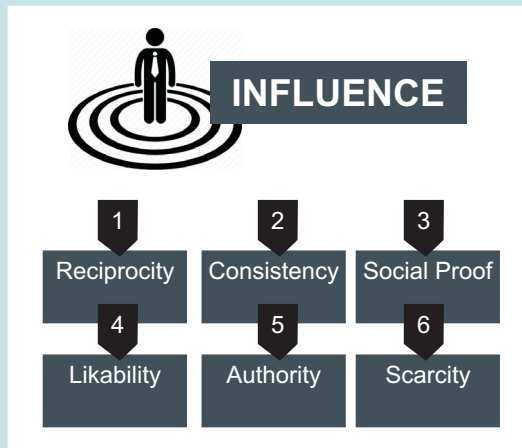 INFLUENCE
1
2
3
Reciprocity
Consistency
Social Proof
4
5
6
Likability
Authority
Scarcity